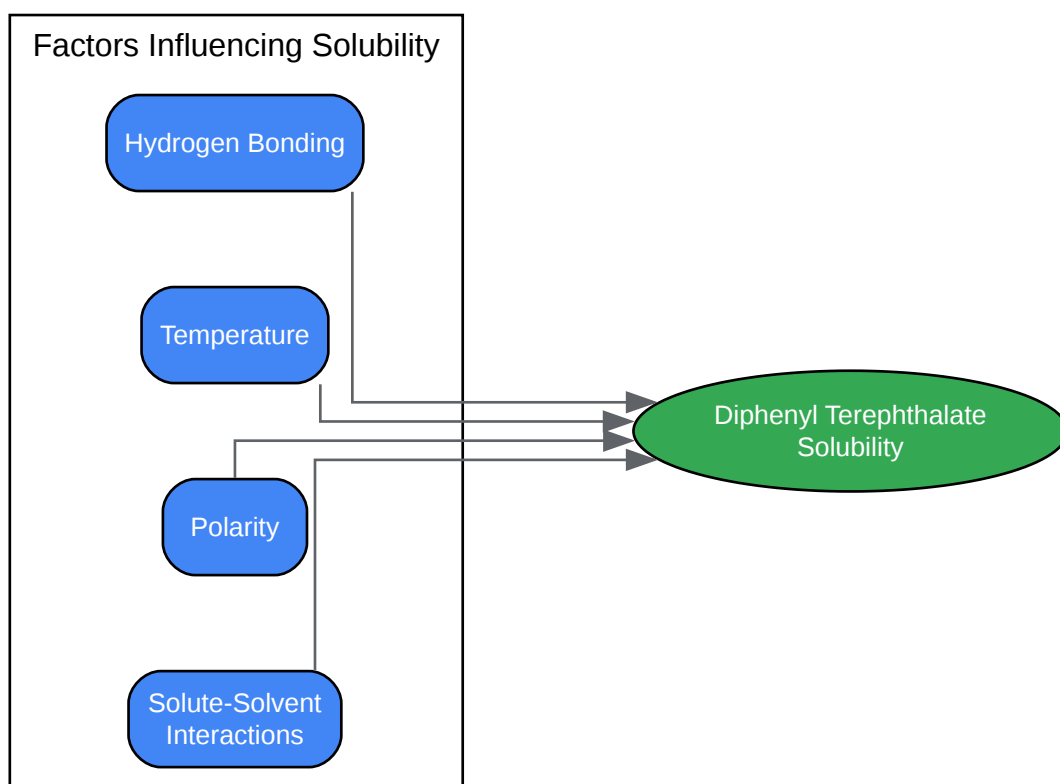 Factors Influencing Solubility
Hydrogen Bonding
Temperature
Diphenyl Terephthalate
Solubility
Polarity
Solute-Solvent
Interactions